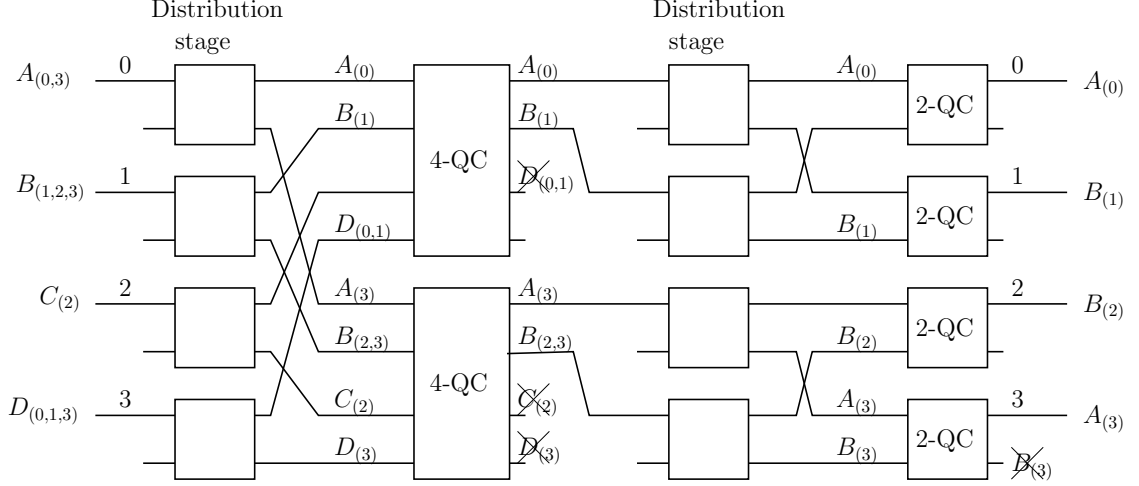 Distribution Distribution
stage stage
A(0,3) 0 A(0) A(0) A(0) 0 A(0)
B(1) B(1) 2-QC
4-QC
B(1,2,3) 1 D(0,1) 1 B(1)
2-QC
D(0,1) B(1)
C(2) 2 A(3) A(3) 2 B(2)
2-QC
B(2,3) B(2,3) B(2)
4-QC
D(0,1,3) 3 C(2) C(2) A(3) 3 A(3)
2-QC
D(3) D(3) B(3) B(3)